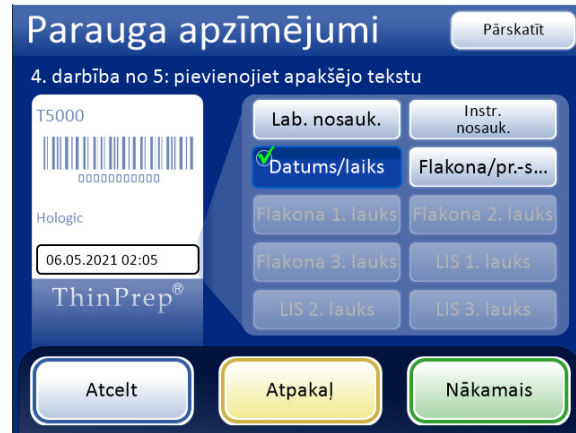 Parauga apzīmējumi
Pārskatīt
4. darbība no 5: pievienojiet apakšējo tekstu
T5000
Hologic
06.05.2021 02:05
ThinPrep®
Lab. nosauk.
Instr.
nosauk.
Datums/laiks
Flakona/pr.-s...
Flakona 1. lauks
Flakona 2. lauks
Flakona 3. lauks
LIS 1. lauks
LIS 2. lauks
LIS 3. lauks
Atcelt
Atpakaļ
Nākamais